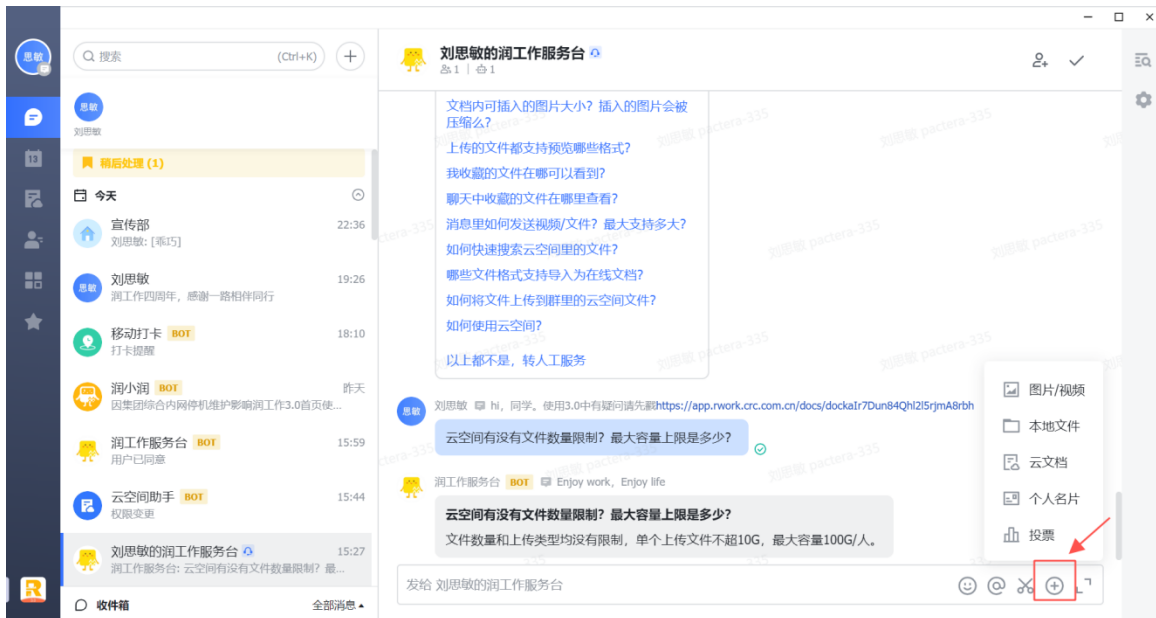 思敏
搜索 (Ctrl+K)
思敏
刘思敏
稍后处理 (1)
今天
宣传部 22:36
刘思敏: [乖巧]
思敏
刘思敏 19:26
润工作四周年，感谢一路相伴同行
移动打卡 BOT 18:10
打卡提醒
润小润 BOT 昨天
因集团综合内网停机维护影响润工作3.0首页使...
润工作服务台 BOT 15:59
用户已同意
云空间助手 BOT 15:44
权限变更
刘思敏的润工作服务台 15:27
润工作服务台: 云空间有没有文件数量限制？最...
收件箱 全部消息
13
R
刘思敏的润工作服务台
1 | 1
文档内可插入的图片大小？插入的图片会被
压缩么？
上传的文件都支持预览哪些格式？
我收藏的文件在哪可以看到？
聊天中收藏的文件在哪里查看？
消息里如何发送视频/文件？最大支持多大？
如何快速搜索云空间里的文件？
哪些文件格式支持导入为在线文档？
如何将文件上传到群里的云空间文件？
如何使用云空间？
以上都不是，转人工服务
思敏
刘思敏 hi，同学。使用3.0中有疑问请先翻https://app.rwork.crc.com.cn/docs/dockaIr7Dun84Qhl2l5rjmA8rbh
云空间有没有文件数量限制？最大容量上限是多少？
润工作服务台 BOT Enjoy work，Enjoy life
云空间有没有文件数量限制？最大容量上限是多少？
文件数量和上传类型均没有限制，单个上传文件不超10G，最大容量100G/人。
图片/视频
本地文件
云文档
个人名片
投票
发给 刘思敏的润工作服务台
刘思敏 pactera-335